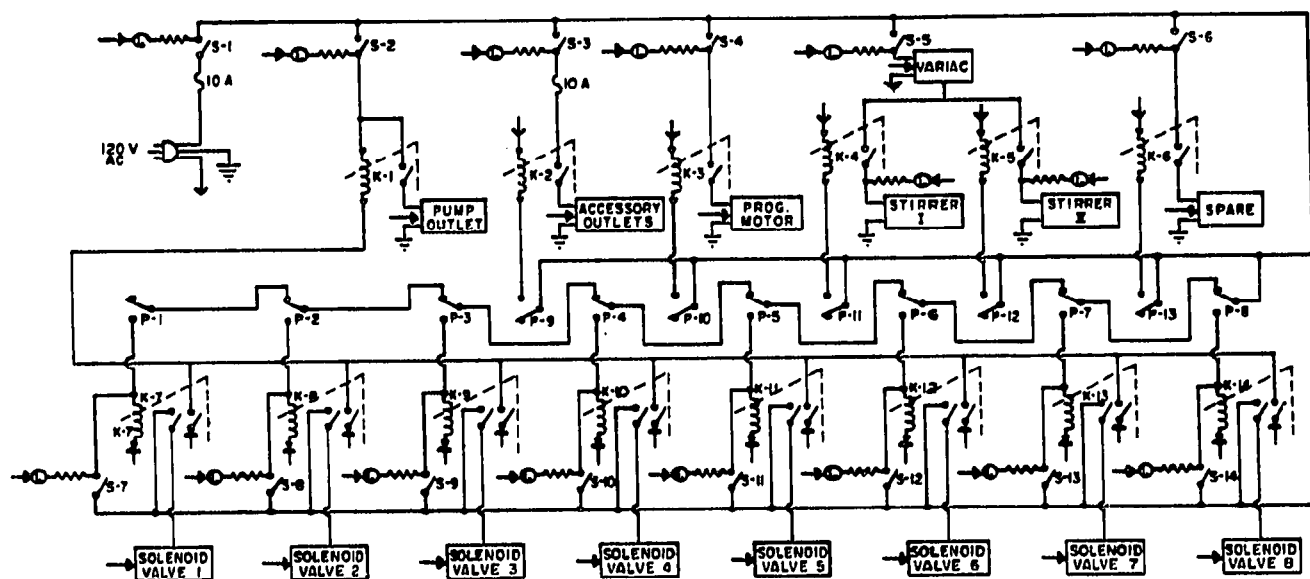 S-1
S-2
S-3
S-4
S-5
S-6
10 A
10 A
VARIAC
120 V
AC
K-1
K-2
K-3
K-4
K-5
K-6
PUMP
OUTLET
ACCESSORY
OUTLETS
PROG.
MOTOR
STIRRER
I
STIRRER
II
SPARE
P-1
P-2
P-3
P-9
P-4
P-10
P-5
P-11
P-6
P-12
P-7
P-13
P-8
K-7
K-8
K-9
K-10
K-11
K-12
K-13
K-14
K-7
S-7
S-8
S-9
S-10
S-11
S-12
S-13
S-14
SOLENOID
VALVE 1
SOLENOID
VALVE 2
SOLENOID
VALVE 3
SOLENOID
VALVE 4
SOLENOID
VALVE 5
SOLENOID
VALVE 6
SOLENOID
VALVE 7
SOLENOID
VALVE 8